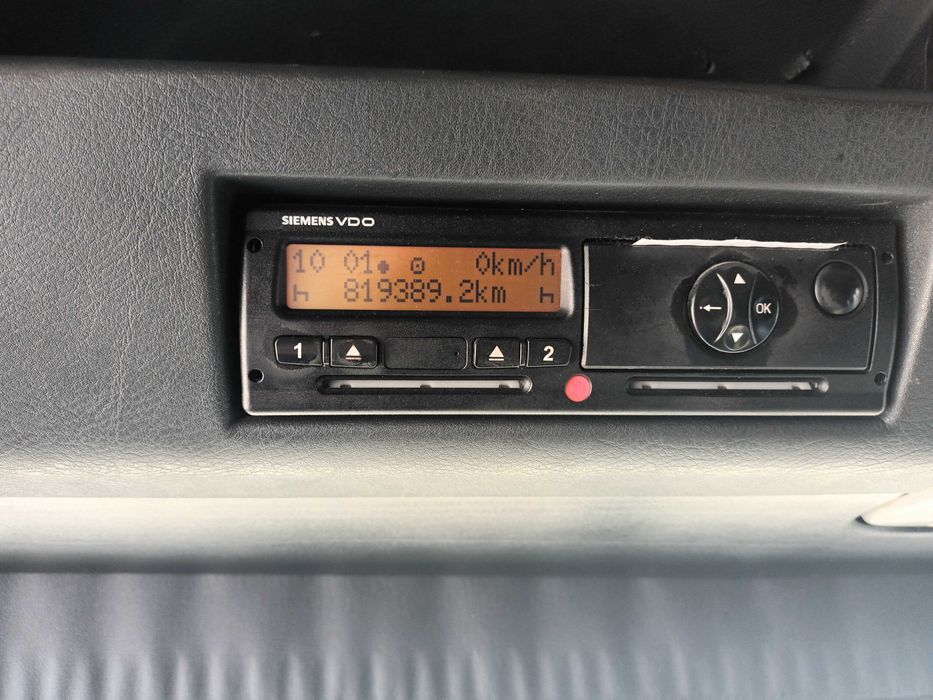 SIEMENS VDO
10 01 0km/h
819389.2km
1 2
OK